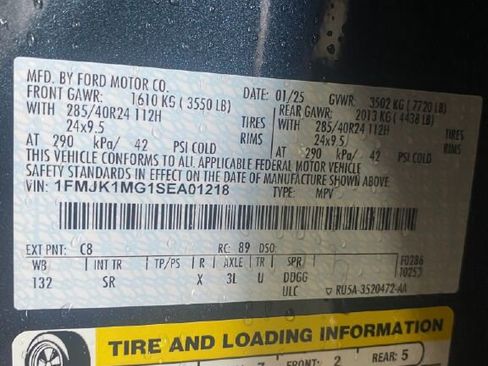 MFD. BY FORD MOTOR CO.
DATE: 01/25 GVWR: 3502 KG (7720 LB)
FRONT GAWR: 1610 KG (3550 LB) REAR GAWR: 2013 KG (4438 LB)
WITH 285/40R24 112H TIRES WITH 285/40R24 112H TIRES
24x9.5 RIMS 24x9.5 RIMS
AT 290 kPa/ 42 PSI COLD AT 290 kPa/ 42 PSI COLD
THIS VEHICLE CONFORMS TO ALL APPLICABLE FEDERAL MOTOR VEHICLE
SAFETY STANDARDS IN EFFECT ON THE DATE OF MANUFACTURE SHOWN ABOVE.
VIN: 1FMJK1MG1SEA01218 TYPE: MPV
EXT PNT: C8 RC: 89 DSO: F0286
WB INT TR TP/PS R AXLE TR SPR T0253
132 SR X 3L U DDGG
ULC ▽ RU5A-3520472-AA
TIRE AND LOADING INFORMATION
7 FRONT: 2 REAR: 5